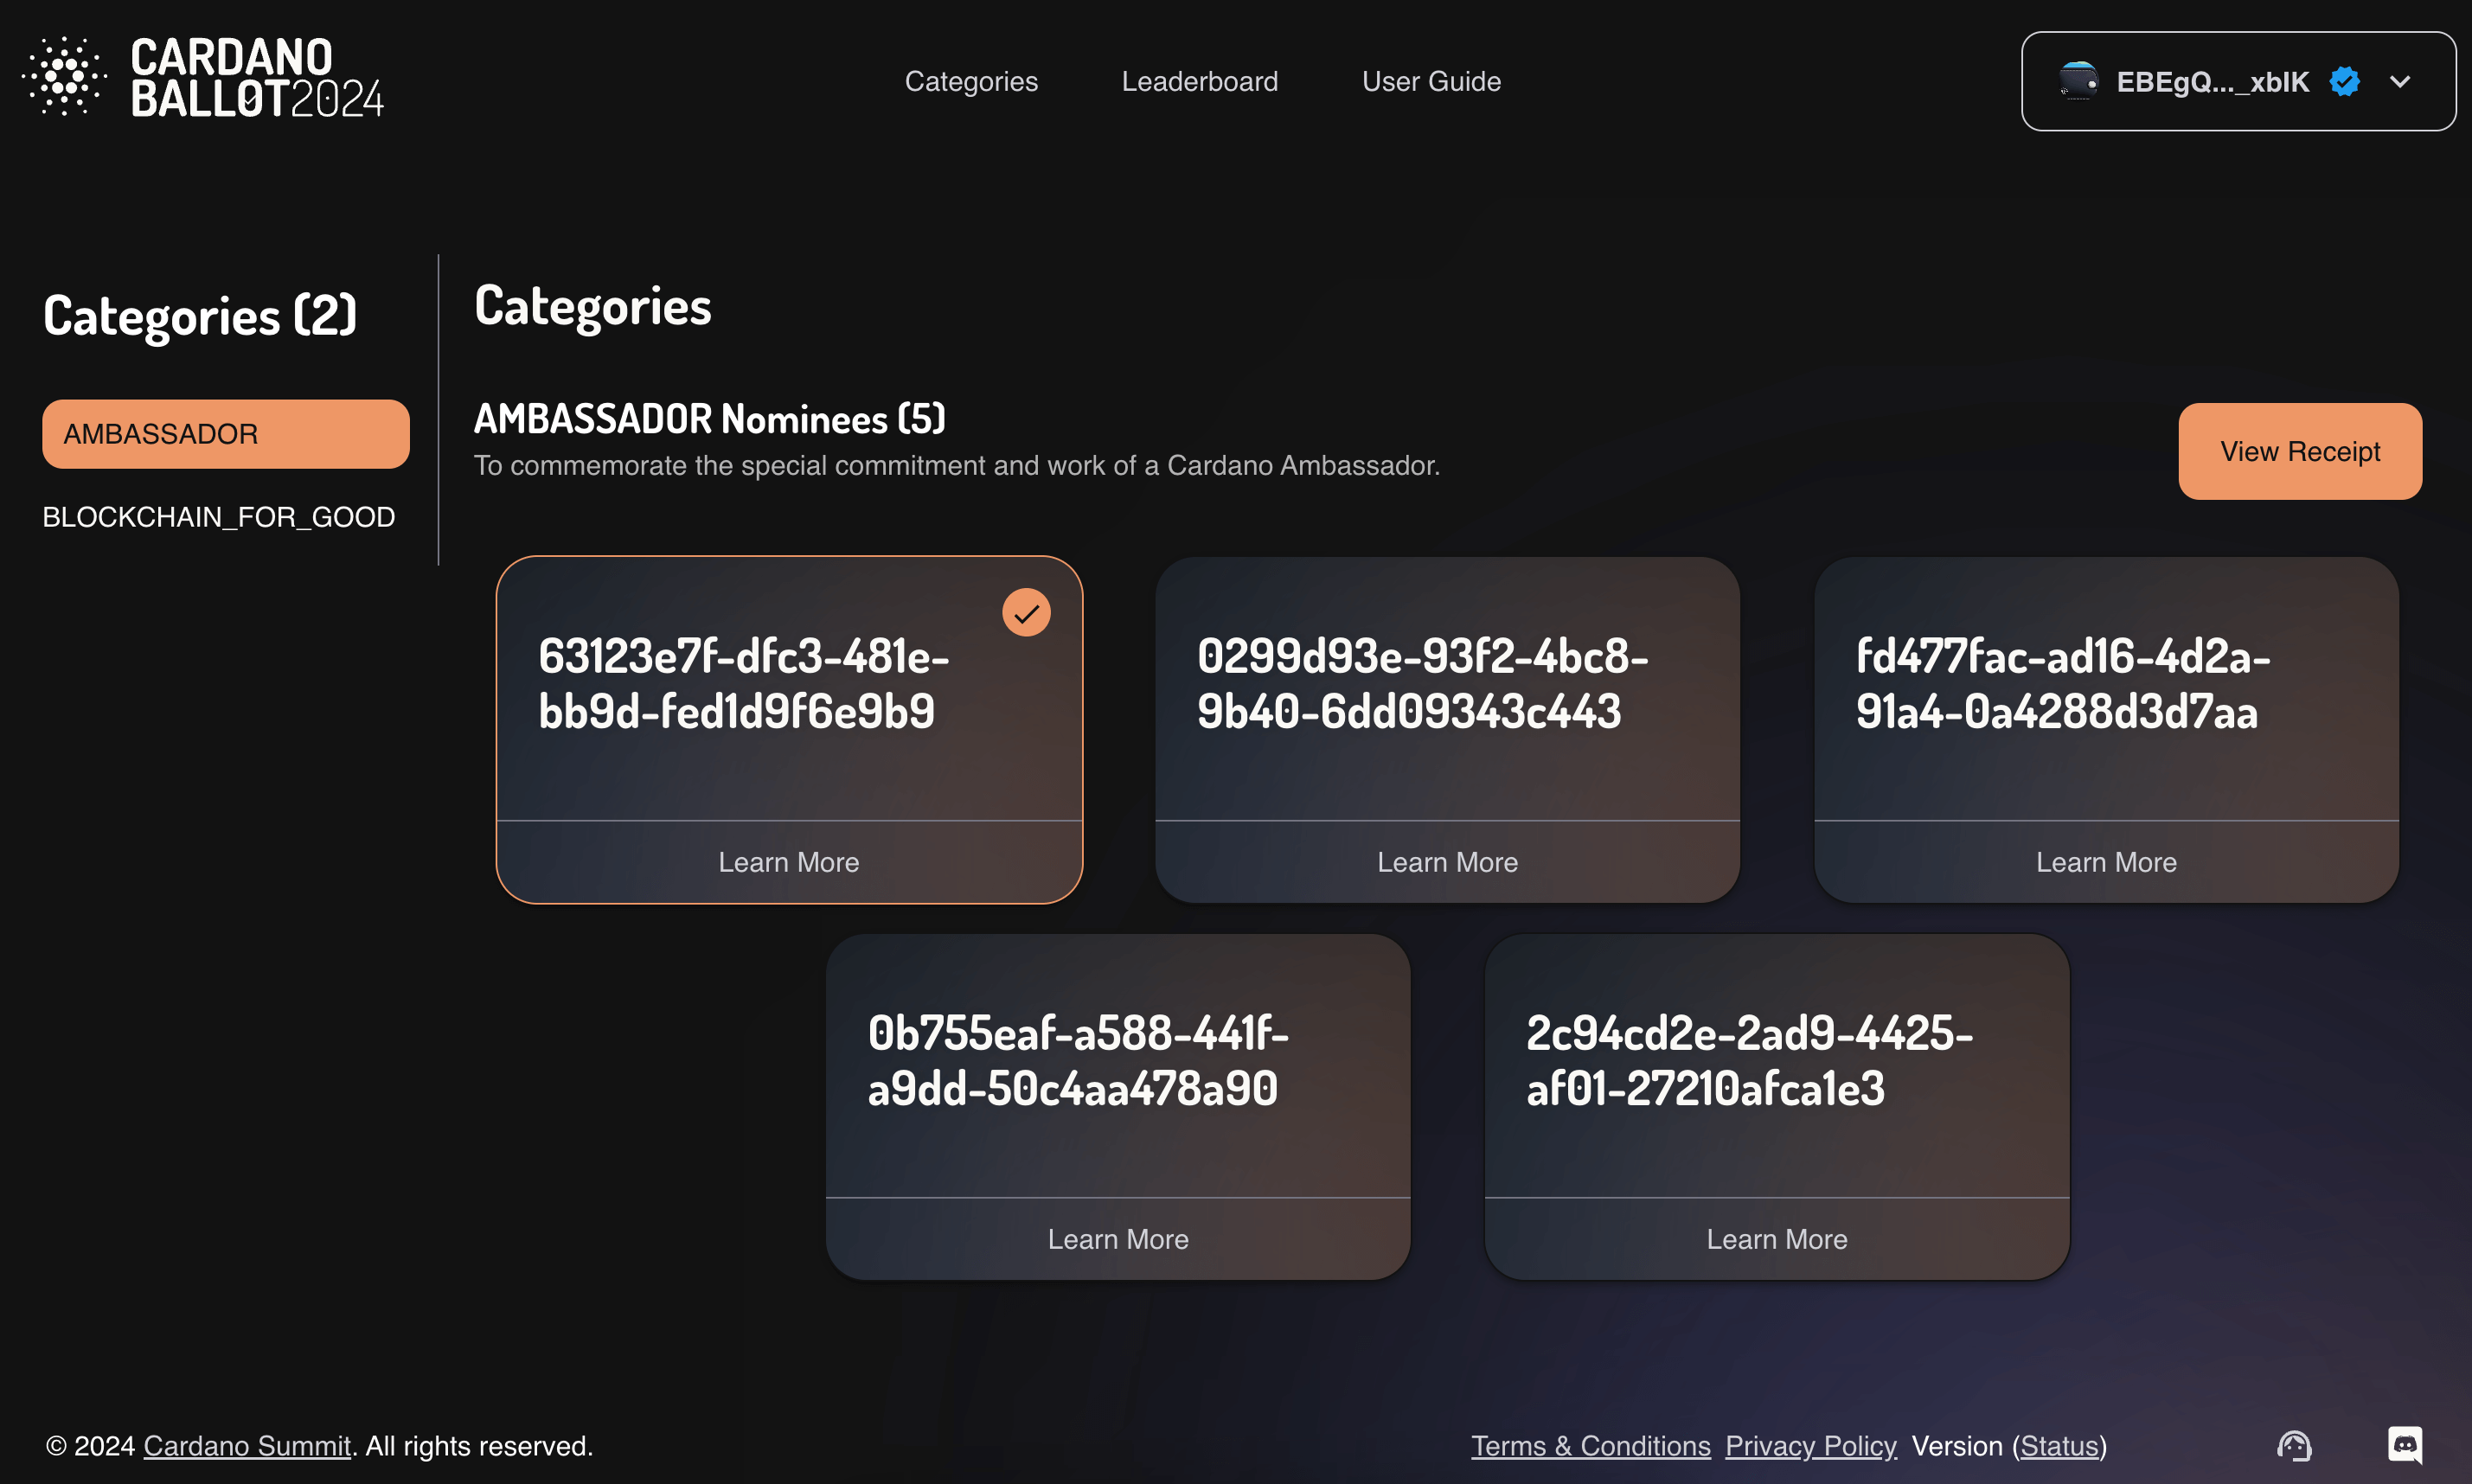 CARDANO
BALLOT2024
Categories
Leaderboard
User Guide
EBEgQ..._xbIK
Categories (2)
AMBASSADOR
BLOCKCHAIN_FOR_GOOD
Categories
AMBASSADOR Nominees (5)
To commemorate the special commitment and work of a Cardano Ambassador.
View Receipt
63123e7f-dfc3-481e-
bb9d-fed1d9f6e9b9
Learn More
0299d93e-93f2-4bc8-
9b40-6dd09343c443
Learn More
fd477fac-ad16-4d2a-
91a4-0a4288d3d7aa
Learn More
0b755eaf-a588-441f-
a9dd-50c4aa478a90
Learn More
2c94cd2e-2ad9-4425-
af01-27210afca1e3
Learn More
© 2024 Cardano Summit. All rights reserved.
Terms & Conditions Privacy Policy Version (Status)